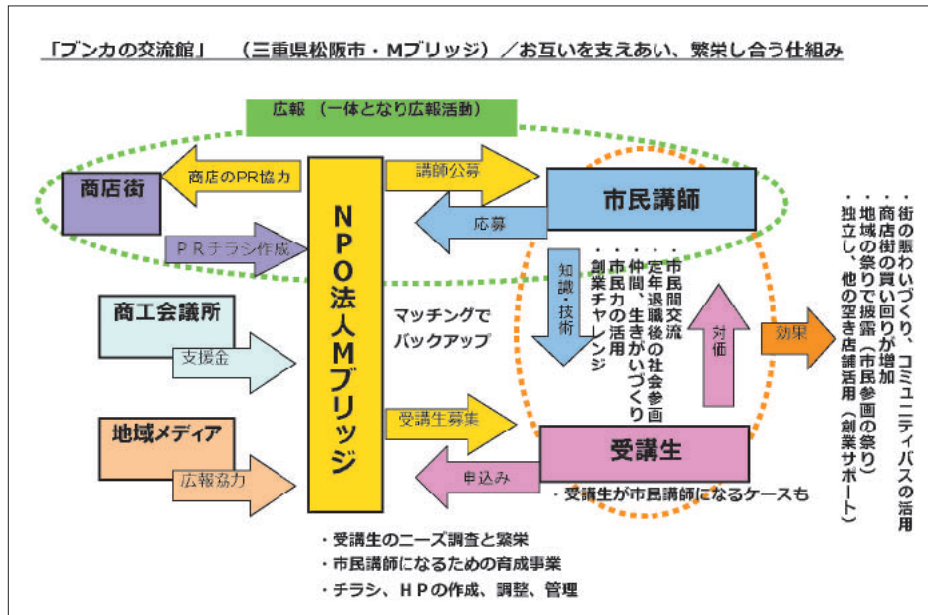 「ブンカの交流館」 （三重県松阪市・Mブリッジ）／お互いを支えあい、繁栄し合う仕組み
広報 （一体となり広報活動）
商店街
商店のPR協力
PRチラシ作成
商工会議所
支援金
地域メディア
広報協力
NPO法人Mブリッジ
講師公募
応募
マッチングで
バックアップ
受講生募集
申込み
市民講師
知識・技術
・市民間交流
・定年退職後の社会参画
・仲間、生きがいづくり
・市民力の活用
・創業チャレンジ
対価
受講生
・受講生が市民講師になるケースも
効果
・街の賑わいづくり、コミュニティバスの活用
・商店街の買い回りが増加
・地域の祭りで披露（市民参画の祭り）
・独立し、他の空き店舗活用（創業サポート）
・受講生のニーズ調査と繁栄
・市民講師になるための育成事業
・チラシ、HPの作成、調整、管理